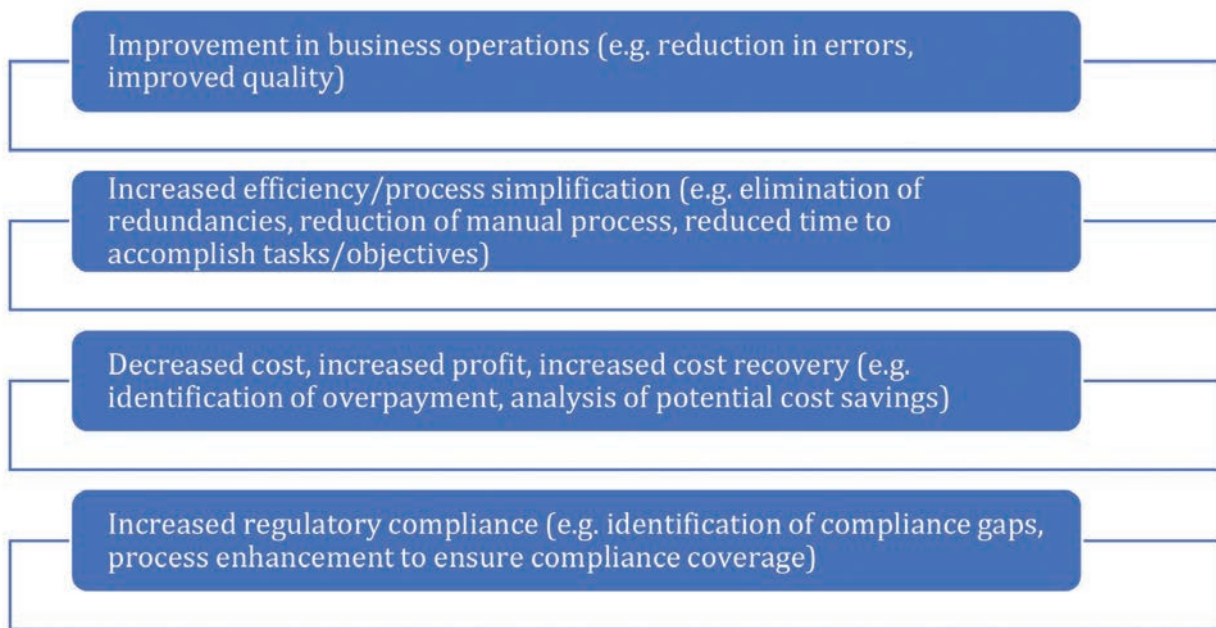 Improvement in business operations (e.g. reduction in errors,
improved quality)
Increased efficiency/process simplification (e.g. elimination of
redundancies, reduction of manual process, reduced time to
accomplish tasks/objectives)
Decreased cost, increased profit, increased cost recovery (e.g.
identification of overpayment, analysis of potential cost savings)
Increased regulatory compliance (e.g. identification of compliance gaps,
process enhancement to ensure compliance coverage)